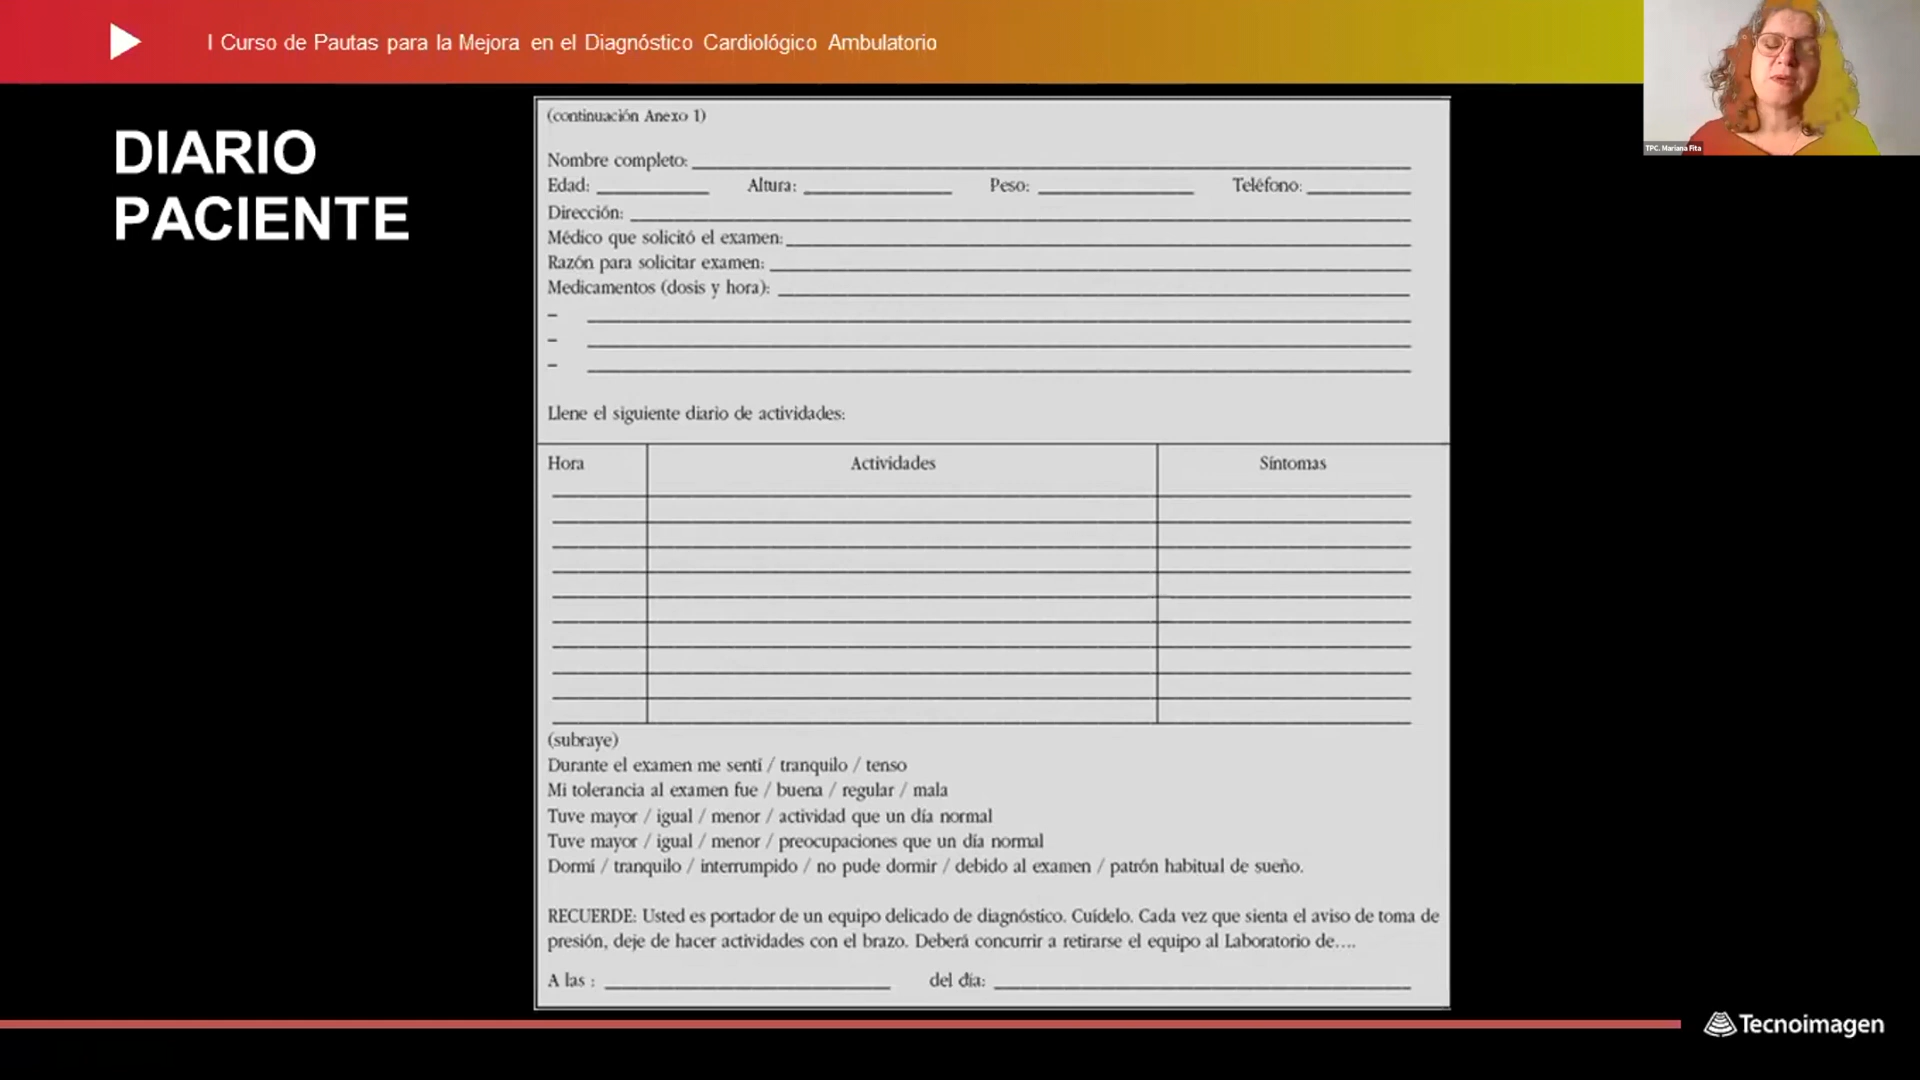 I Curso de Pautas para la Mejora en el Diagnóstico Cardiológico Ambulatorio
TPC. Mariana Fita
DIARIO
PACIENTE
(continuación Anexo 1)
Nombre completo:
Edad: Altura: Peso: Teléfono:
Dirección:
Médico que solicitó el examen:
Razón para solicitar examen:
Medicamentos (dosis y hora):
–
–
–
Llene el siguiente diario de actividades:
Hora Actividades Síntomas
(subraye)
Durante el examen me sentí / tranquilo / tenso
Mi tolerancia al examen fue / buena / regular / mala
Tuve mayor / igual / menor / actividad que un día normal
Tuve mayor / igual / menor / preocupaciones que un día normal
Dormí / tranquilo / interrumpido / no pude dormir / debido al examen / patrón habitual de sueño.
RECUERDE: Usted es portador de un equipo delicado de diagnóstico. Cuídelo. Cada vez que sienta el aviso de toma de
presión, deje de hacer actividades con el brazo. Deberá concurrir a retirarse el equipo al Laboratorio de....
A las : del día:
Tecnoimagen